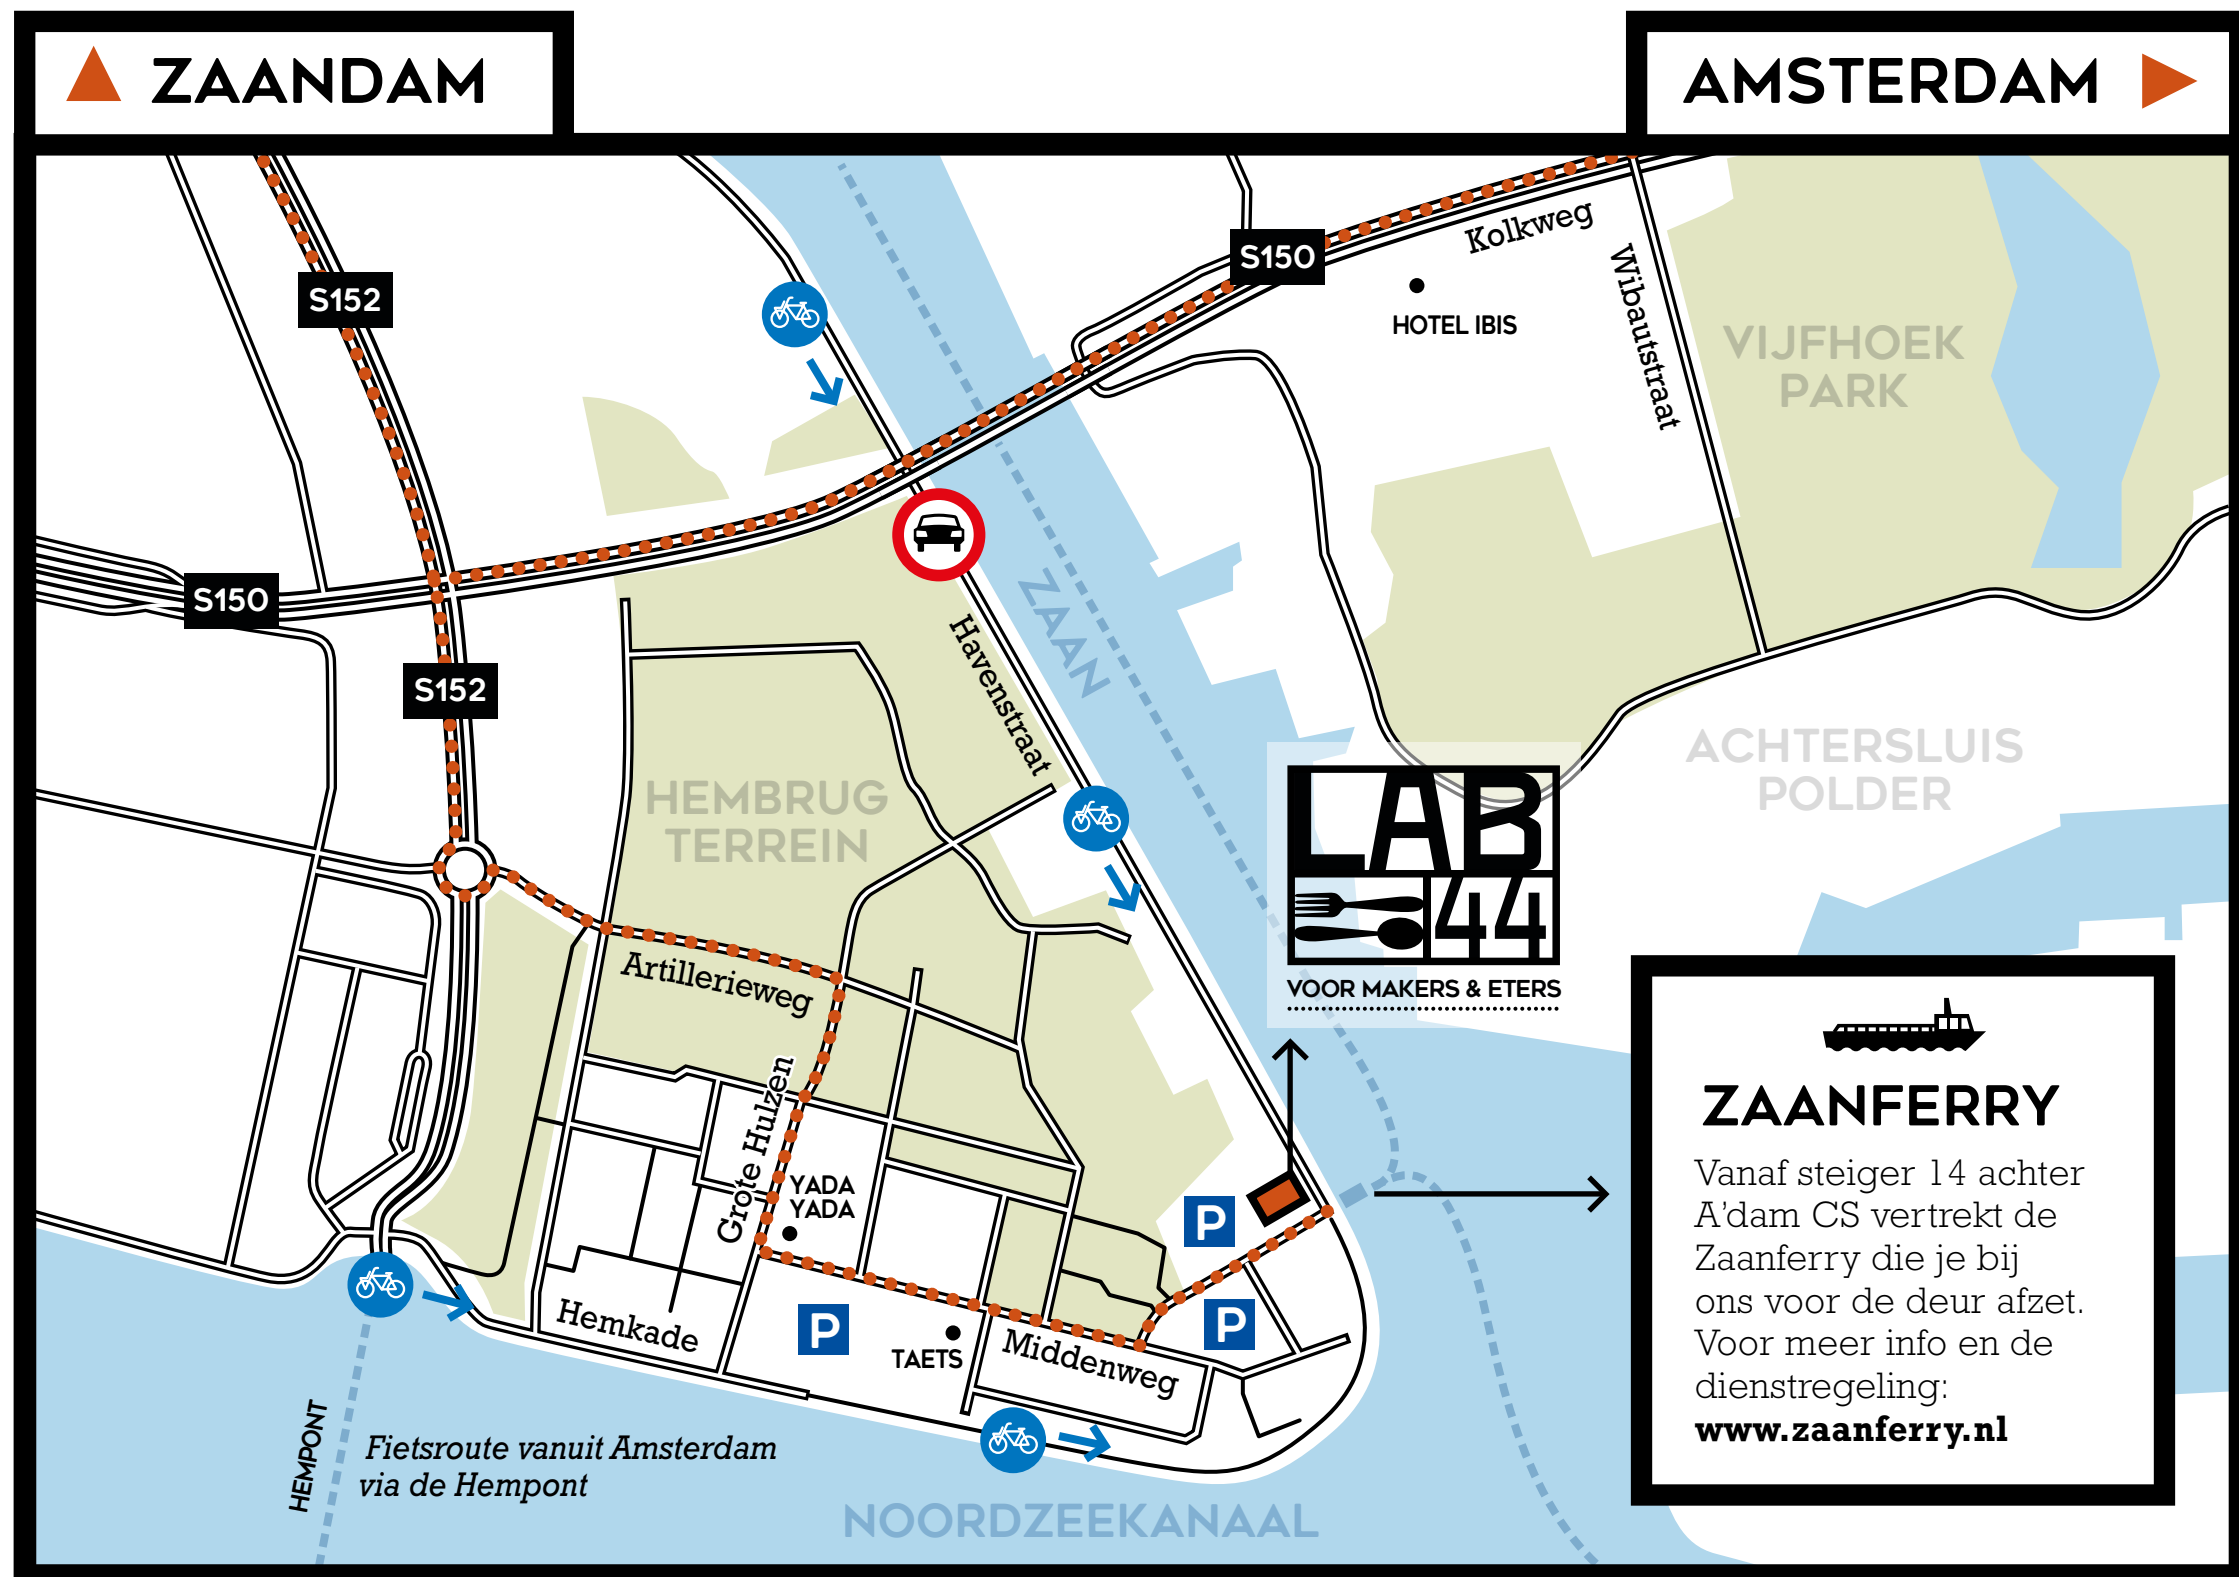 ZAANDAM
AMSTERDAM
S152
S150
Kolkweg
HOTEL IBIS
Wibautstraat
VIJFHOEK
PARK
S150
S152
ZAAN
Havenstraat
HEMBRUG
TERREIN
ACHTERSLUIS
POLDER
LAB
44
VOOR MAKERS & ETERS
Artillerieweg
Grote Hulzen
YADA
YADA
P
P
P
TAETS
Hemkade
Middenweg
HEMPONT
Fietsroute vanuit Amsterdam
via de Hempont
NOORDZEEKANAAL
ZAANFERRY
Vanaf steiger 14 achter
A'dam CS vertrekt de
Zaanferry die je bij
ons voor de deur afzet.
Voor meer info en de
dienstregeling:
www.zaanferry.nl